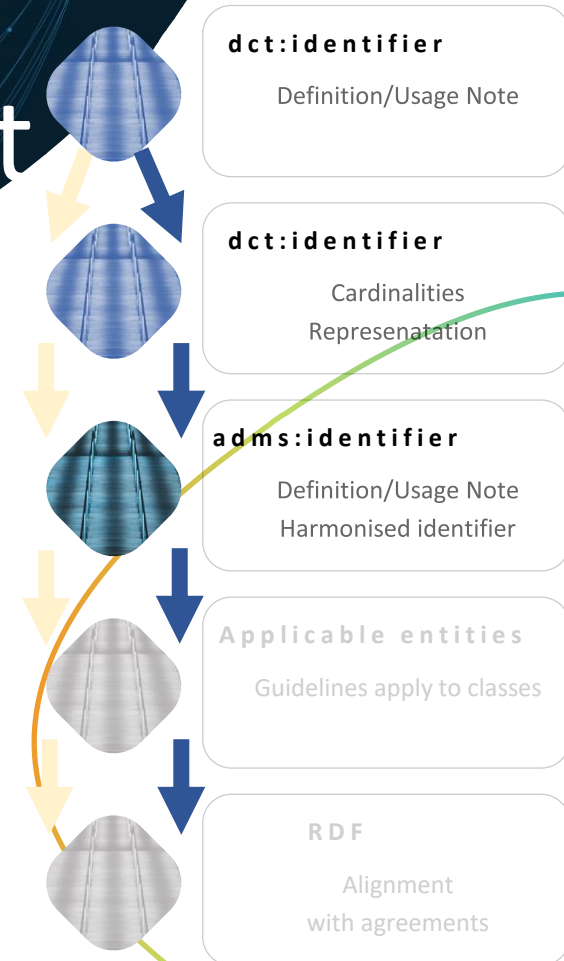 t
dct:identifier
Definition/Usage Note
dct:identifier
Cardinalities
Represenatation
adms:identifier
Definition/Usage Note
Harmonised identifier
Applicable entities
Guidelines apply to classes
RDF
Alignment
with agreements